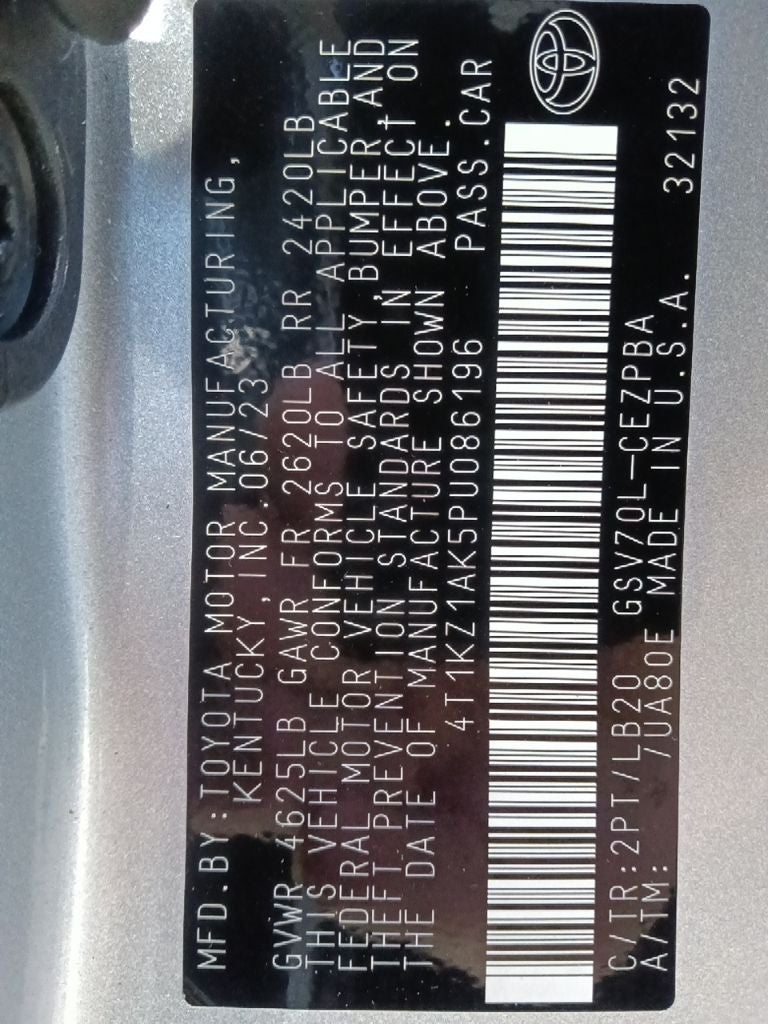 MFD.BY:TOYOTA MOTOR MANUFACTURING,
KENTUCKY,INC.06/23
GVWR 4625LB GAWR FR 2620LB RR 2420LB
THIS VEHICLE CONFORMS TO ALL APPLICABLE
FEDERAL MOTOR VEHICLE SAFETY,BUMPER,AND
THEFT PREVENTION STANDARDS IN EFFECT ON
THE DATE OF MANUFACTURE SHOWN ABOVE.
4T1KZ1AK5PU086196 PASS.CAR
C/TR:2PT/LB20 GSV70L-CEZPBA
A/TM: /UA80E MADE IN U.S.A. 32132